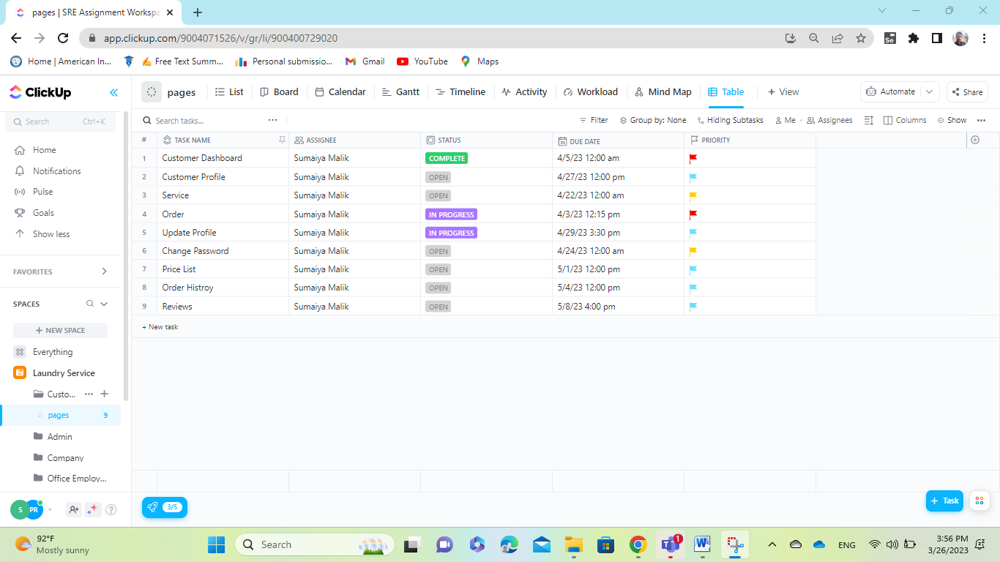 pages | SRE Assignment Workspa
app.clickup.com/9004071526/v/gr/li/900400729020
Se
Home | American In...
Free Text Summ...
Personal submissio...
Gmail
YouTube
Maps
ClickUp
pages
List
Board
Calendar
Gantt
Timeline
Activity
Workload
Mind Map
Table
+ View
Automate
Share
Search Ctrl+K
Search tasks...
Filter
Group by: None
Hiding Subtasks
Me
Assignees
Columns
Show
# TASK NAME ASSIGNEE STATUS 31 DUE DATE PRIORITY
1 Customer Dashboard Sumaiya Malik COMPLETE 4/5/23 12:00 am
2 Customer Profile Sumaiya Malik OPEN 4/27/23 12:00 pm
3 Service Sumaiya Malik OPEN 4/22/23 12:00 am
4 Order Sumaiya Malik IN PROGRESS 4/3/23 12:15 pm
5 Update Profile Sumaiya Malik IN PROGRESS 4/29/23 3:30 pm
6 Change Password Sumaiya Malik OPEN 4/24/23 12:00 am
7 Price List Sumaiya Malik OPEN 5/1/23 12:00 pm
8 Order Histroy Sumaiya Malik OPEN 5/4/23 12:00 pm
9 Reviews Sumaiya Malik OPEN 5/8/23 4:00 pm
+ New task
Home
Notifications
Pulse
Goals
Show less
FAVORITES
SPACES
+ NEW SPACE
Everything
Laundry Service
Custo...
pages 9
Admin
Company
Office Employ...
S PR
?
3/5
+ Task
92°F
Mostly sunny
Search
1
W
ENG
3:56 PM
3/26/2023